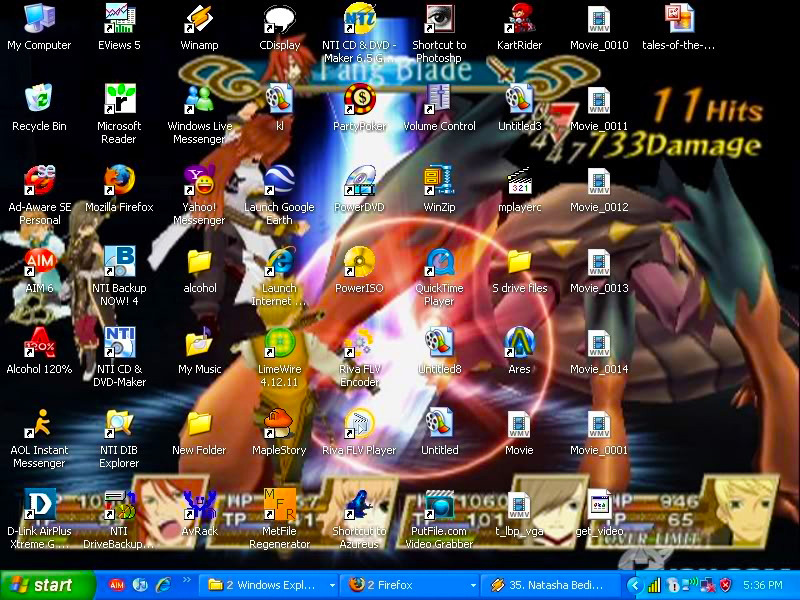 My Computer
EViews 5
Winamp
CDisplay
NTI CD & DVD-Maker 6.5 G...
Shortcut to Photoshp
KartRider
Movie_0010
tales-of-the-...
Fang Blade
Recycle Bin
Microsoft Reader
Windows Live Messenger
kl
PartyPoker
Volume Control
Untitled3
Movie_0011
11 Hits
733 Damage
Ad-Aware SE Personal
Mozilla Firefox
Yahoo! Messenger
Launch Google Earth
PowerDVD
WinZip
321
mplayerc
Movie_0012
AIM 6
NTI Backup NOW! 4
alcohol
Launch Internet ...
PowerISO
QuickTime Player
S drive files
Movie_0013
Alcohol 120%
NTI CD & DVD-Maker
My Music
LimeWire 4.12.11
Riva FLV Encoder
Untitled8
Ares
Movie_0014
AOL Instant Messenger
NTI DIB Explorer
New Folder
MapleStory
Riva FLV Player
Untitled
Movie
Movie_0001
D-Link AirPlus Xtreme G ...
NTI DriveBackup...
AvRack
MetFile Regenerator
Shortcut to Azureus
PutFile.com Video Grabber
t_lbp_vga
get_video
HP 946
TP 65
OVER LIMIT
start
2 Windows Expl...
2 Firefox
35. Natasha Bedi...
5:36 PM